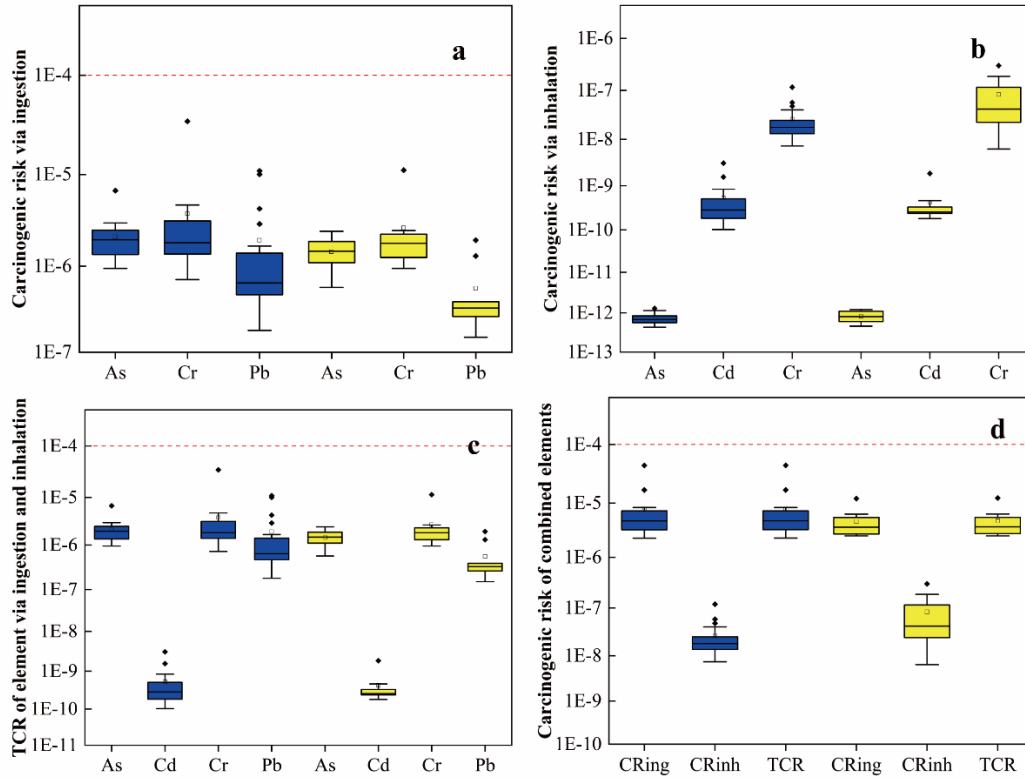 a
Carcinogenic risk via ingestion
1E-4
1E-5
1E-6
1E-7
As Cr Pb As Cr Pb
b
Carcinogenic risk via inhalation
1E-6
1E-7
1E-8
1E-9
1E-10
1E-12
1E-13
As Cd Cr As Cd Cr
c
TCR of element via ingestion and inhalation
1E-4
1E-5
1E-6
1E-7
1E-8
1E-9
1E-10
1E-11
As Cd Cr Pb As Cd Cr Pb
d
Carcinogenic risk of combined elements
1E-4
1E-5
1E-6
1E-7
1E-8
1E-9
1E-10
CRing CRinh TCR CRing CRinh TCR